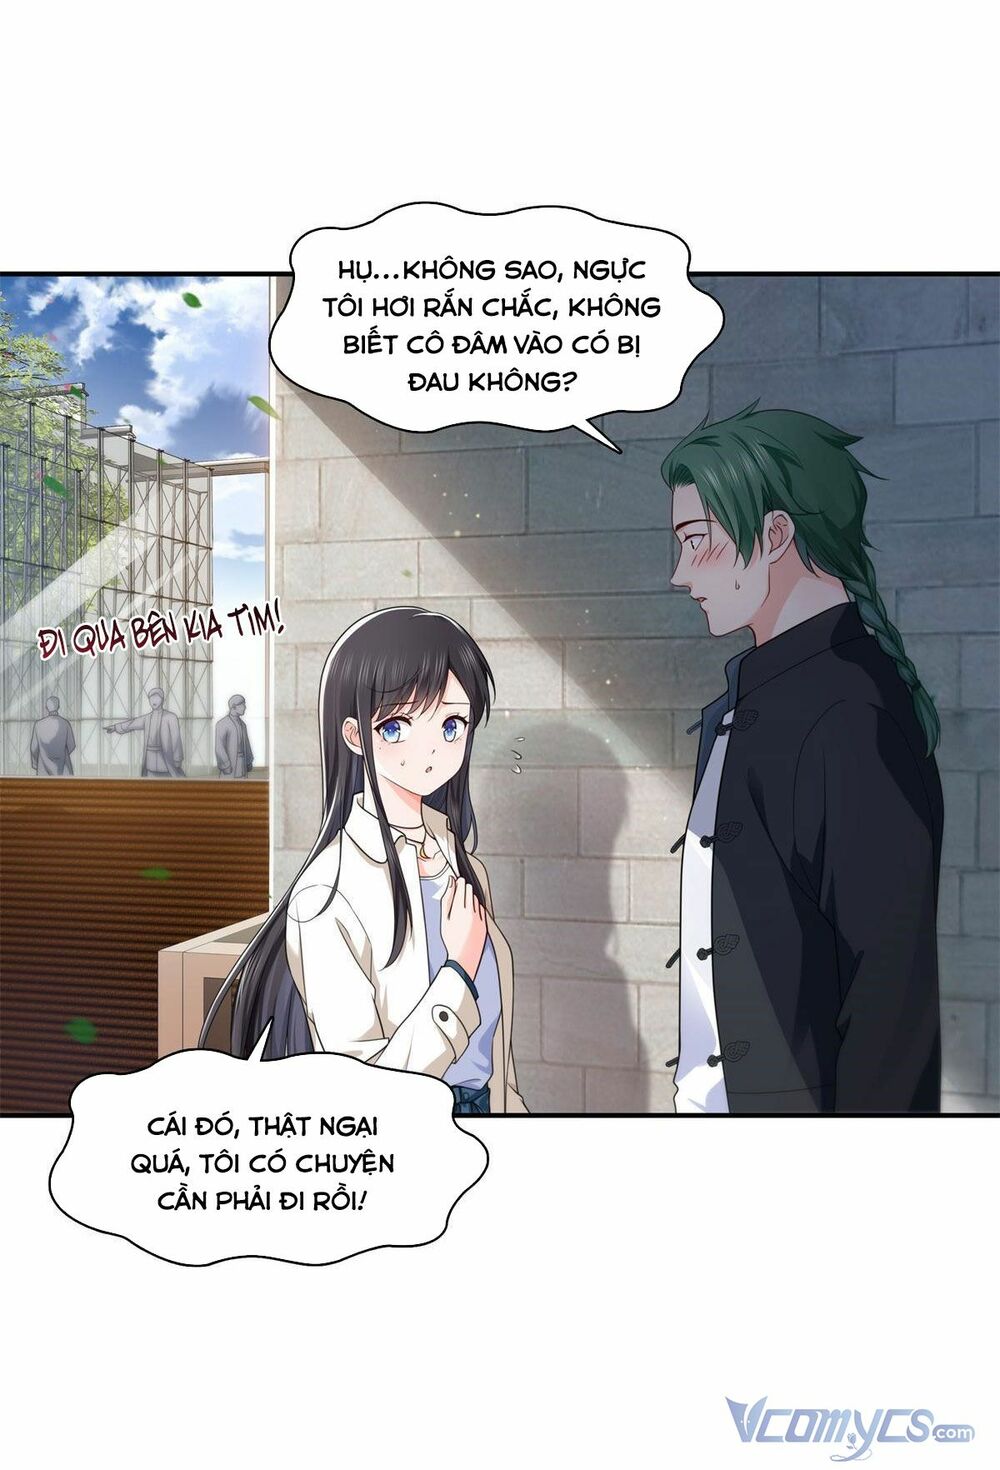 HỤ...KHÔNG SAO, NGỰC
TÔI HƠI RẮN CHẮC, KHÔNG
BIẾT CÔ ĐÂM VÀO CÓ BỊ
ĐAU KHÔNG?
ĐI QUA BÊN KIA TÌM!
CÁI ĐÓ, THẬT NGẠI
QUÁ, TÔI CÓ CHUYỆN
CẦN PHẢI ĐI RỒI!
VCOMYCS.com